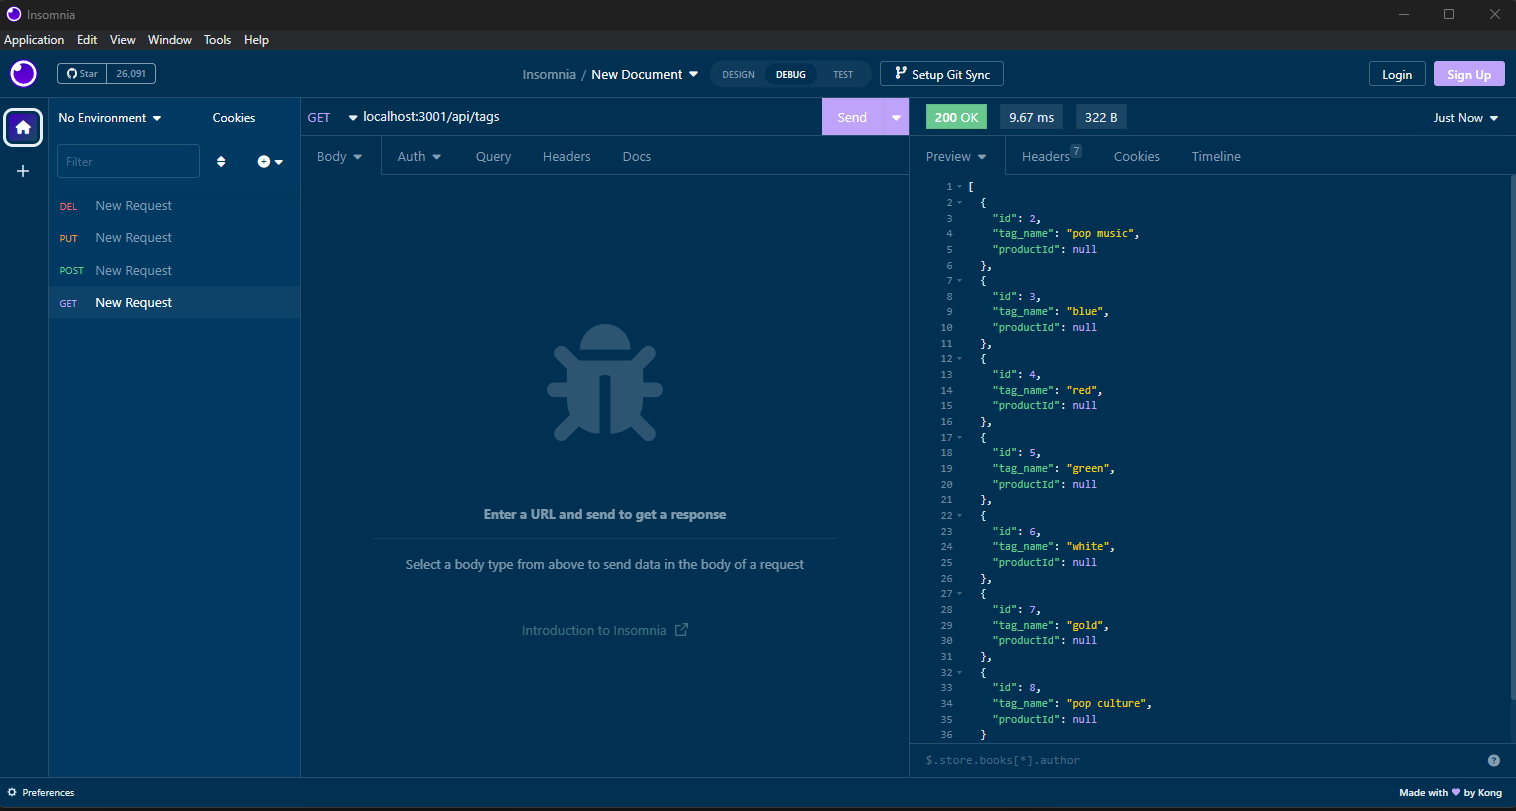 Insomnia
Application Edit View Window Tools Help
Star 26,091 Insomnia / New Document DESIGN DEBUG TEST Setup Git Sync Login Sign Up
No Environment Cookies
Filter
DEL New Request
PUT New Request
POST New Request
GET New Request
GET localhost:3001/api/tags Send
Body Auth Query Headers Docs
Enter a URL and send to get a response
Select a body type from above to send data in the body of a request
Introduction to Insomnia
200 OK 9.67 ms 322 B Just Now
Preview Headers 7 Cookies Timeline
1 [
2 {
3 "id": 2,
4 "tag_name": "pop music",
5 "productId": null
6 },
7 {
8 "id": 3,
9 "tag_name": "blue",
10 "productId": null
11 },
12 {
13 "id": 4,
14 "tag_name": "red",
15 "productId": null
16 },
17 {
18 "id": 5,
19 "tag_name": "green",
20 "productId": null
21 },
22 {
23 "id": 6,
24 "tag_name": "white",
25 "productId": null
26 },
27 {
28 "id": 7,
29 "tag_name": "gold",
30 "productId": null
31 },
32 {
33 "id": 8,
34 "tag_name": "pop culture",
35 "productId": null
36 }
$.store.books[*].author ?
Preferences Made with 💜 by Kong